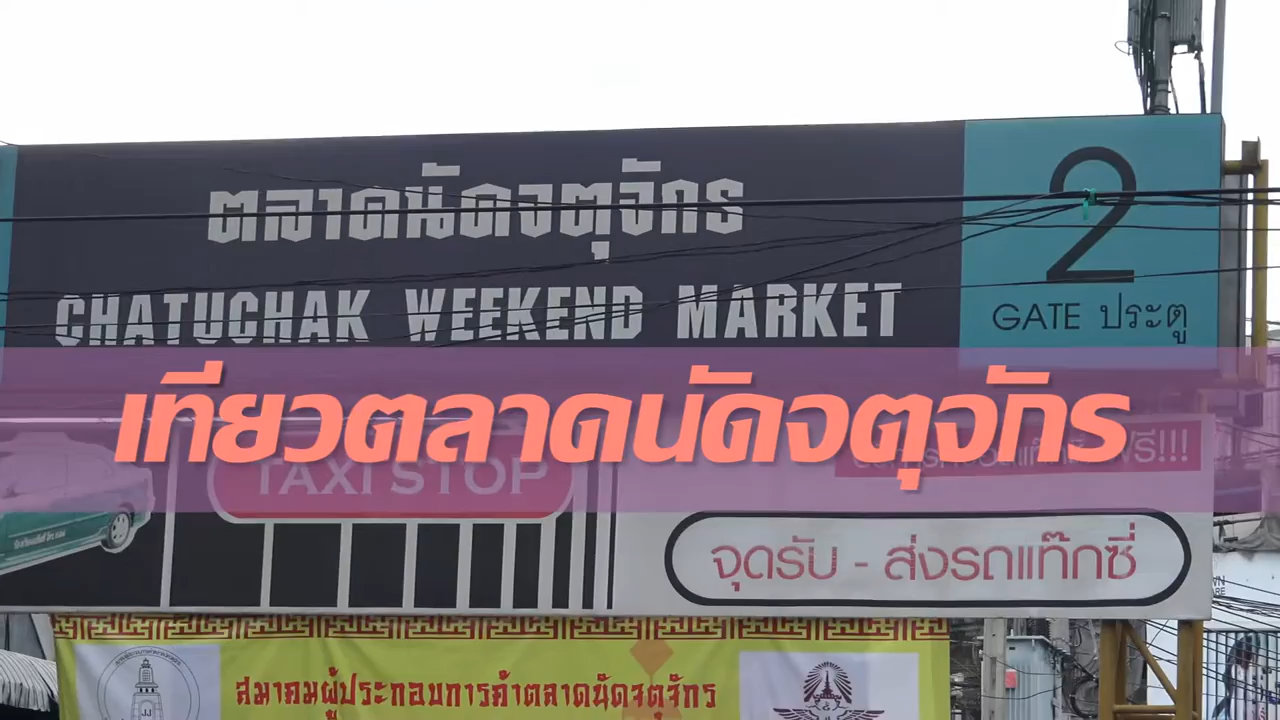 ตลาดนัดจตุจักร
CHATUCHAK WEEKEND MARKET
2
GATE ประตู
เที่ยวตลาดนัดจตุจักร
TAXI STOP
ฟรี!!!
จุดรับ - ส่งรถแท๊กซี่
สมาคมผู้ประกอบการค้าตลาดนัดจตุจักร
JJ